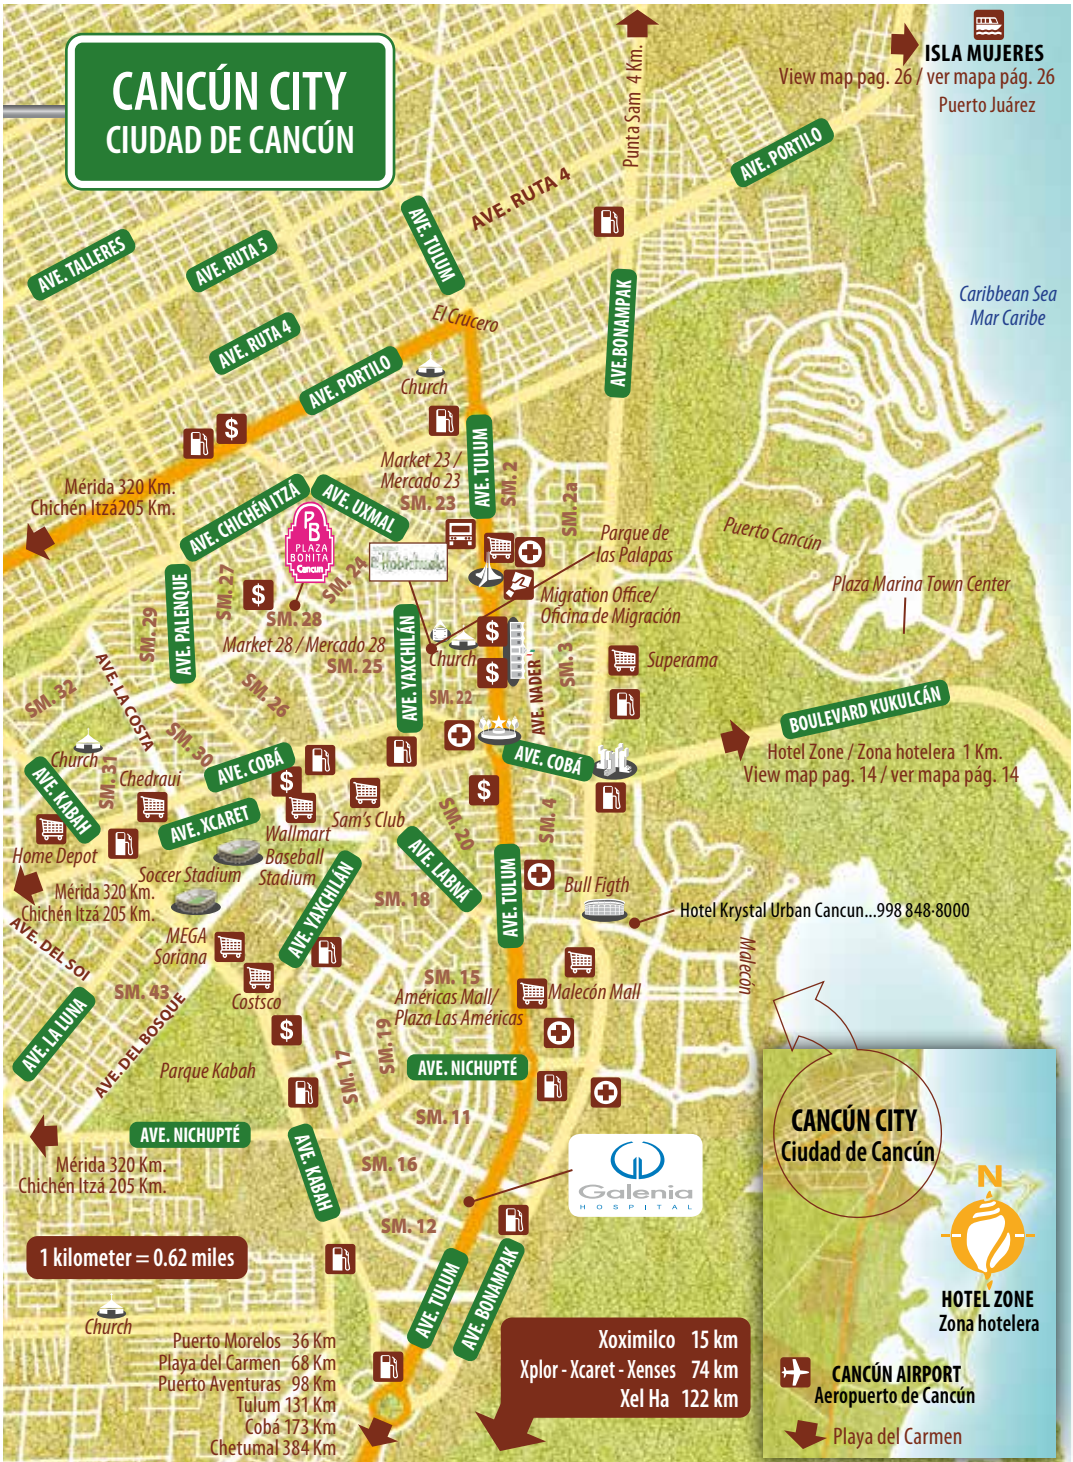 CANCÚN CITY
CIUDAD DE CANCÚN
Punta Sam 4 Km.
ISLA MUJERES
View map pag. 26 / ver mapa pág. 26
Puerto Juárez
AVE. PORTILO
AVE. RUTA 4
AVE. TULUM
AVE. TALLERES
AVE. RUTA 5
AVE. RUTA 4
El Crucero
AVE. PORTILO
AVE.BONAMPAK
Caribbean Sea
Mar Caribe
Church
$
Market 23 /
Mercado 23
SM. 23
AVE. TULUM
SM. 2
SM.2a
Mérida 320 Km.
Chichén Itzá205 Km.
AVE. CHICHÉN ITZÁ
AVE. UXMAL
PB
PLAZA
BONITA
Cancun
SM. 24
SM. 27
SM. 29
AVE. PALENQUE
$
SM. 28
Market 28 / Mercado 28
SM. 25
Parque de
las Palapas
Migration Office/
Oficina de Migración
Puerto Cancún
Plaza Marina Town Center
AVE. YAXCHILÁN
Church
$
$
AVE. NADER
SM. 3
Superama
SM. 22
SM. 26
SM. 32
AVE. LA COSTA
SM. 30
BOULEVARD KUKULCÁN
Hotel Zone / Zona hotelera 1 Km.
View map pag. 14 / ver mapa pág. 14
Church
SM.31
Chedraui
AVE. COBÁ
$
AVE. COBÁ
AVE. KABAH
Home Depot
AVE. XCARET
Wallmart
Sam's Club
$
SM. 20
SM. 4
Baseball
Stadium
Soccer Stadium
AVE. LABNÁ
AVE. TULUM
Mérida 320 Km.
Chichén Itzá 205 Km.
AVE. YAXCHILÁN
SM. 18
Bull Figth
Hotel Krystal Urban Cancun...998 848-8000
AVE. DEL SOL
MEGA
Soriana
Costsco
SM. 15
Américas Mall/
Plaza Las Américas
Malecón Mall
Malecón
SM. 43
AVE. LA LUNA
AVE. DEL BOSQUE
$
Parque Kabah
SM. 17
SM. 19
AVE. NICHUPTÉ
SM. 11
AVE. NICHUPTÉ
Mérida 320 Km.
Chichén Itzá 205 Km.
AVE. KABAH
SM. 16
SM. 12
Galenia
HOSPITAL
CANCÚN CITY
Ciudad de Cancún
N
HOTEL ZONE
Zona hotelera
CANCÚN AIRPORT
Aeropuerto de Cancún
Playa del Carmen
1 kilometer = 0.62 miles
AVE. TULUM
AVE. BONAMPAK
Church
Puerto Morelos 36 Km
Playa del Carmen 68 Km
Puerto Aventuras 98 Km
Tulum 131 Km
Cobá 173 Km
Chetumal 384 Km
Xoximilco 15 km
Xplor - Xcaret - Xenses 74 km
Xel Ha 122 km